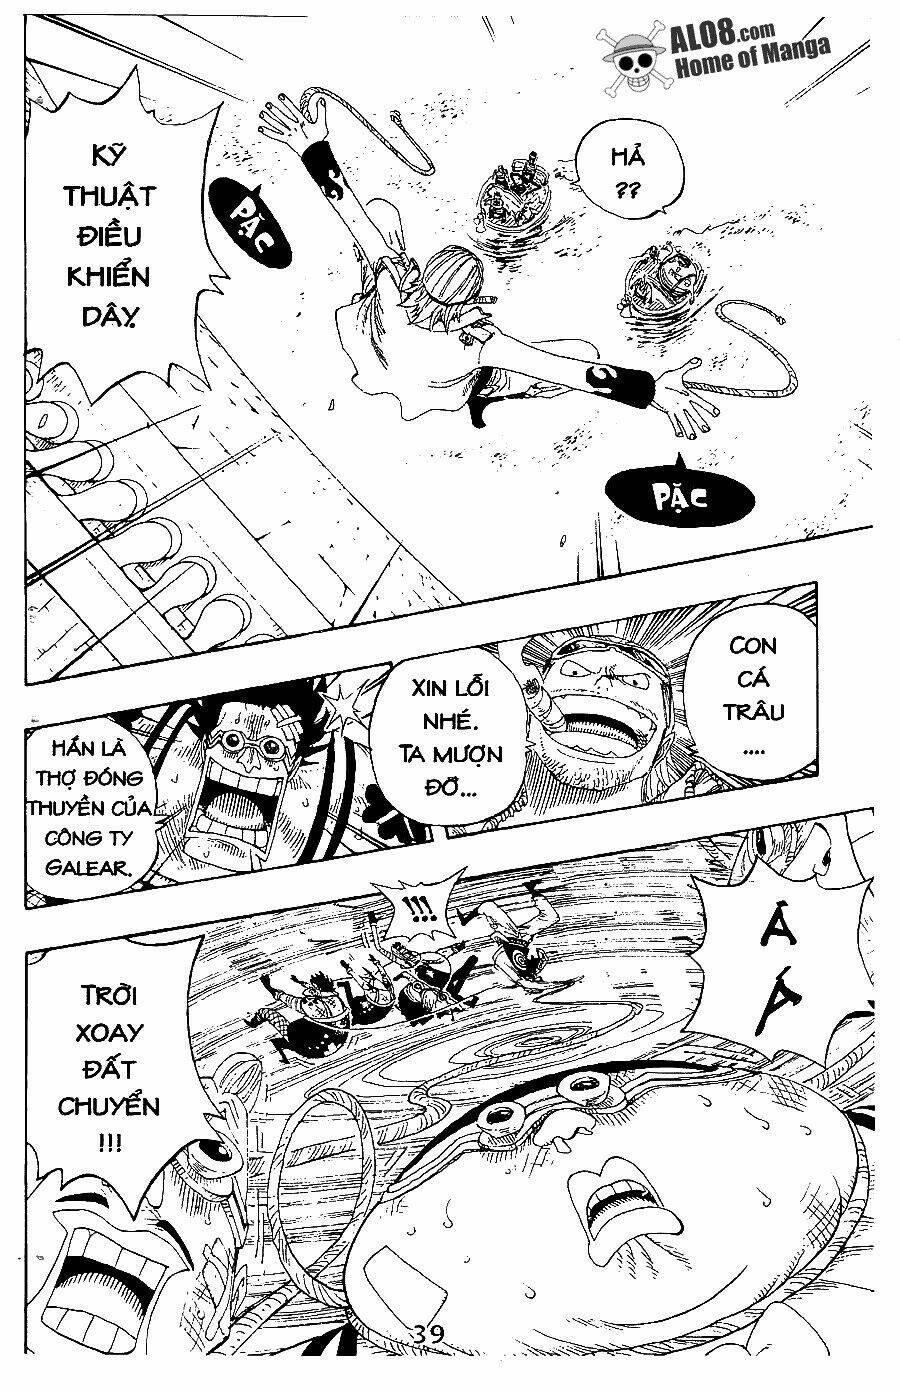 AL08.com
Home of Manga
KỸ
THUẬT
ĐIỀU
KHIỂN
DÂY.
PẶC
HẢ
??
PẶC
CON
CÁ
TRÂU
....
XIN LỖI
NHÉ.
TA MƯỢN
ĐỠ...
HẮN LÀ
THỢ ĐÓNG
THUYỀN CỦA
CÔNG TY
GALEAR.
!!!
Á
Á
TRỜI
XOAY
ĐẤT
CHUYỂN
!!!
39